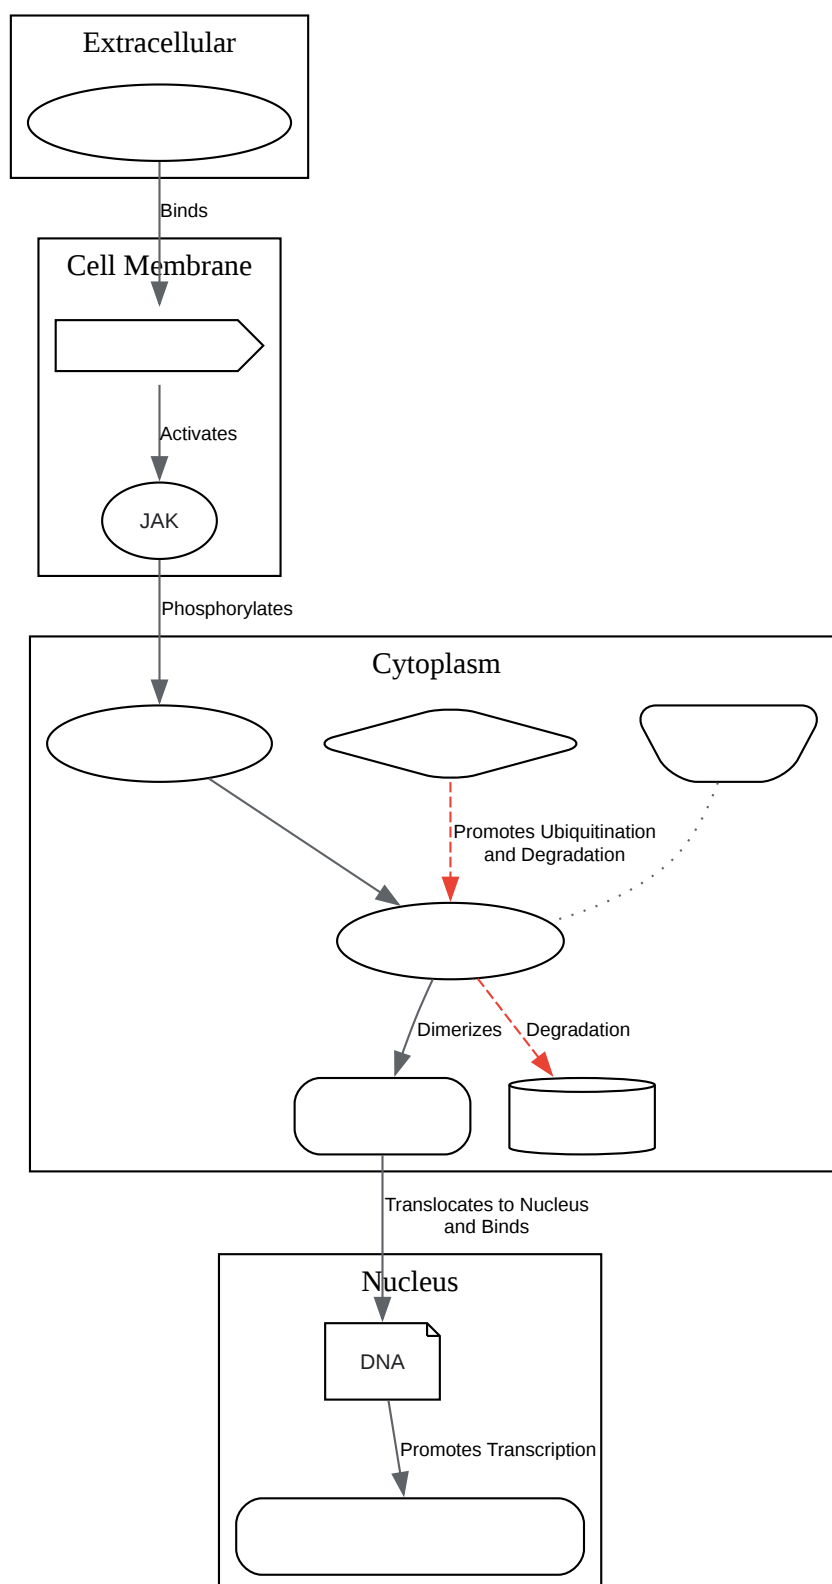 Extracellular
Binds
Cell Membrane
Activates
JAK
Phosphorylates
Cytoplasm
Promotes Ubiquitination
and Degradation
Dimerizes
Degradation
Translocates to Nucleus
and Binds
Nucleus
DNA
Promotes Transcription